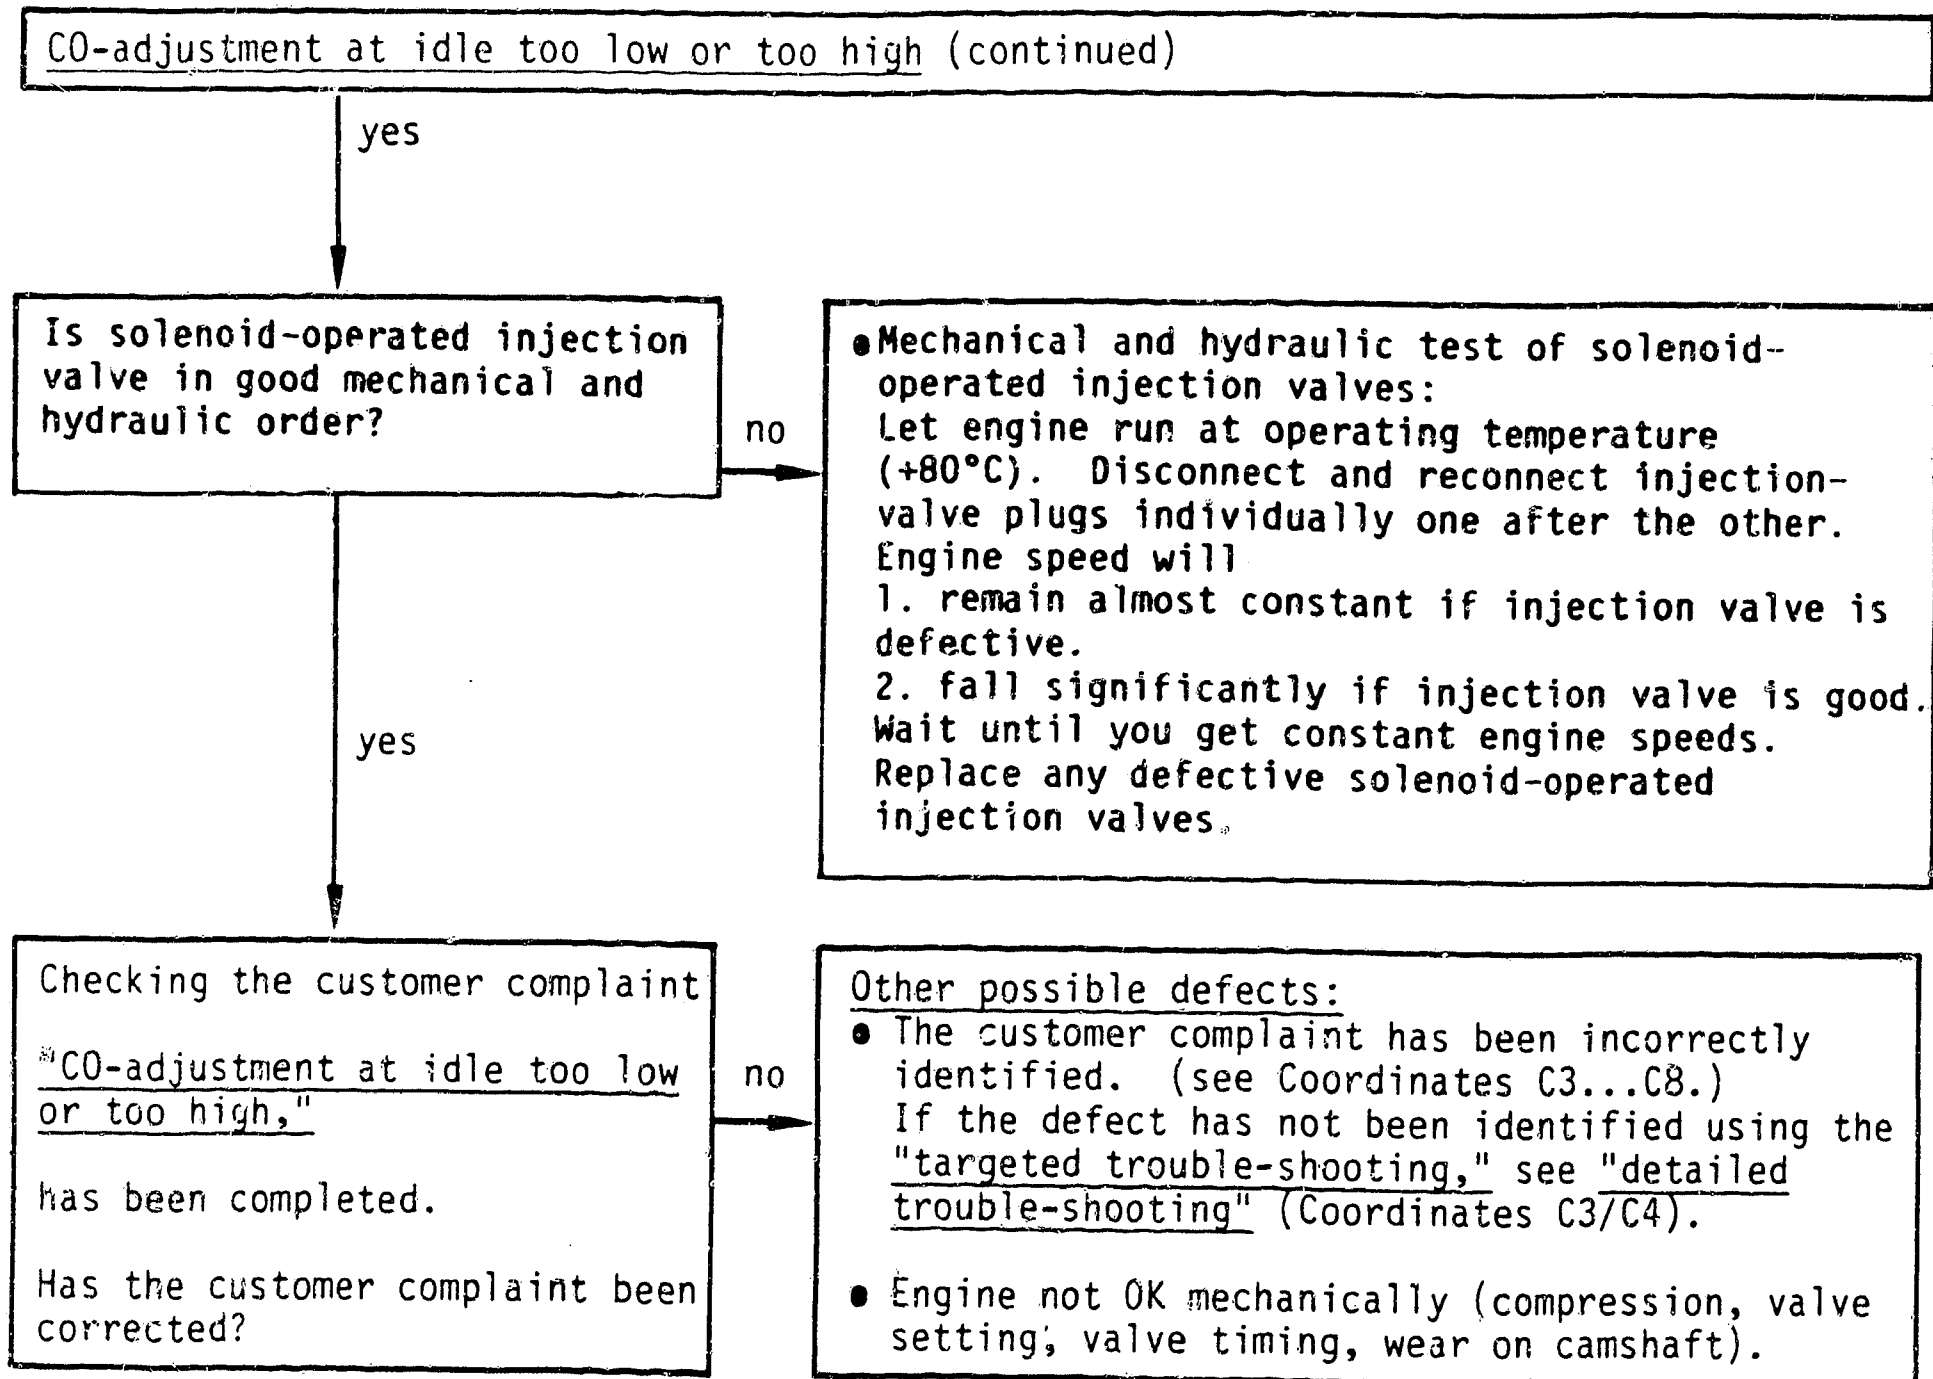 CO-adjustment at idle too low or too high (continued)
yes
Is solenoid-operated injection
valve in good mechanical and
hydraulic order?
no
●Mechanical and hydraulic test of solenoid-
operated injection valves:
Let engine run at operating temperature
(+80°C). Disconnect and reconnect injection-
valve plugs individually one after the other.
Engine speed will
1. remain almost constant if injection valve is
defective.
2. fall significantly if injection valve is good.
Wait until you get constant engine speeds.
Replace any defective solenoid-operated
injection valves.
yes
Checking the customer complaint
"CO-adjustment at idle too low
or too high,"
has been completed.
Has the customer complaint been
corrected?
no
Other possible defects:
● The customer complaint has been incorrectly
identified. (see Coordinates C3...C8.)
If the defect has not been identified using the
"targeted trouble-shooting," see "detailed
trouble-shooting" (Coordinates C3/C4).
● Engine not OK mechanically (compression, valve
setting, valve timing, wear on camshaft).